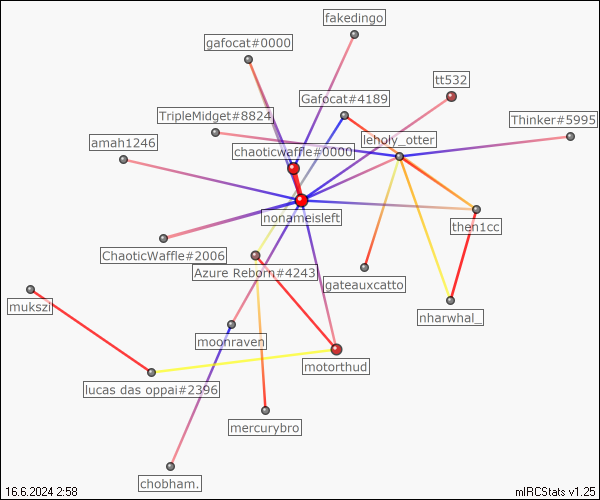 fakedingo
gafocat#0000
tt532
Gafocat#4189
TripleMidget#8824
Thinker#5995
amah1246
leholy_otter
chaoticwaffle#0000
nonameisleft
then1cc
ChaoticWaffle#2006
Azure Reborn#4243
gateauxcatto
mukszi
nharwhal_
moonraven
motorthud
lucas das oppai#2396
mercurybro
chobham.
16.6.2024 2:58
mIRCStats v1.25